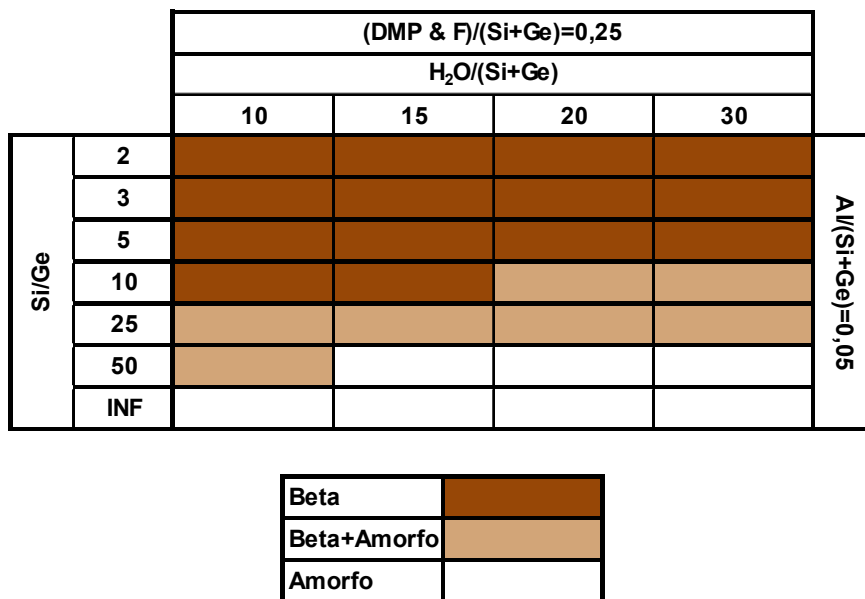 (DMP & F)/(Si+Ge)=0,25
H₂O/(Si+Ge)
10 15 20 30
Si/Ge
2
3
5
10
25
50
INF
Al/(Si+Ge)=0,05
Beta
Beta+Amorfo
Amorfo